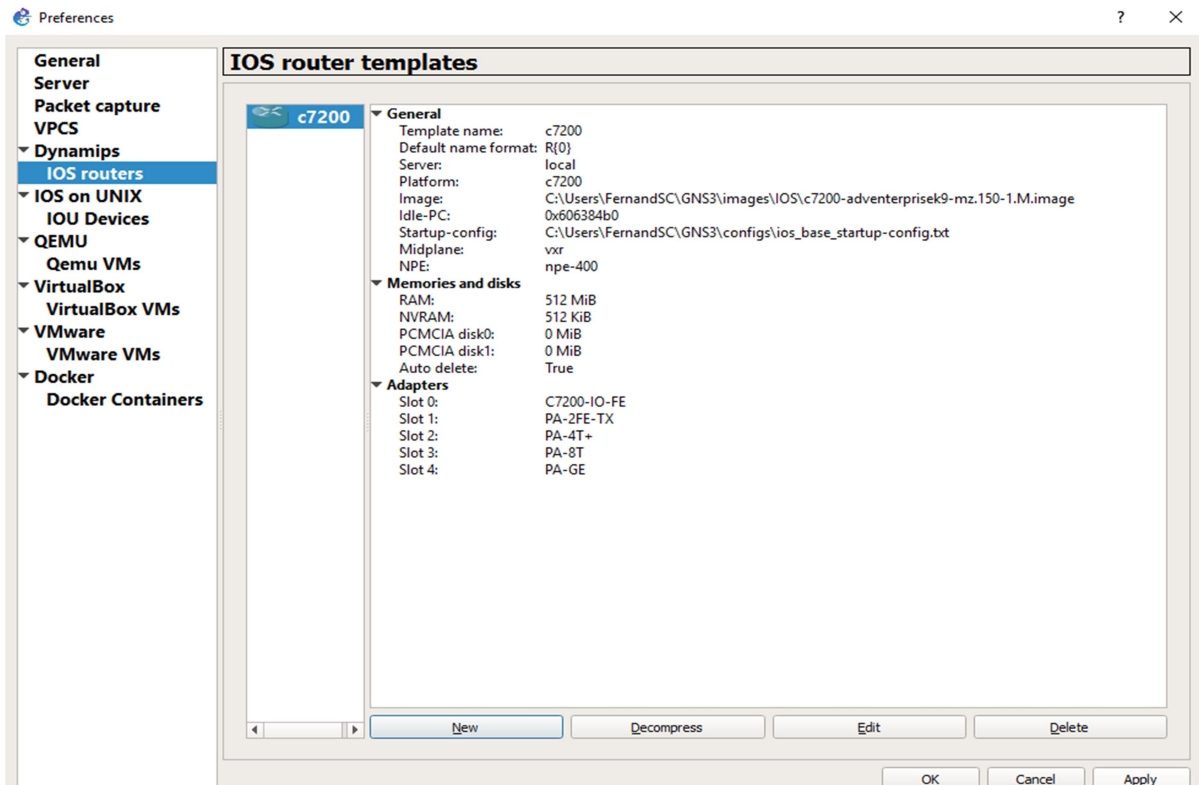 Preferences
?
General
Server
Packet capture
VPCS
Dynamips
IOS routers
IOS on UNIX
IOU Devices
QEMU
Qemu VMs
VirtualBox
VirtualBox VMs
VMware
VMware VMs
Docker
Docker Containers
IOS router templates
c7200
General
Template name: c7200
Default name format: R{0}
Server: local
Platform: c7200
Image: C:\Users\FernandSC\GNS3\images\IOS\c7200-adventerprisek9-mz.150-1.M.image
Idle-PC: 0x606384b0
Startup-config: C:\Users\FernandSC\GNS3\configs\ios_base_startup-config.txt
Midplane: vxr
NPE: npe-400
Memories and disks
RAM: 512 MiB
NVRAM: 512 KiB
PCMCIA disk0: 0 MiB
PCMCIA disk1: 0 MiB
Auto delete: True
Adapters
Slot 0: C7200-IO-FE
Slot 1: PA-2FE-TX
Slot 2: PA-4T+
Slot 3: PA-8T
Slot 4: PA-GE
New Decompress Edit Delete
OK Cancel Apply